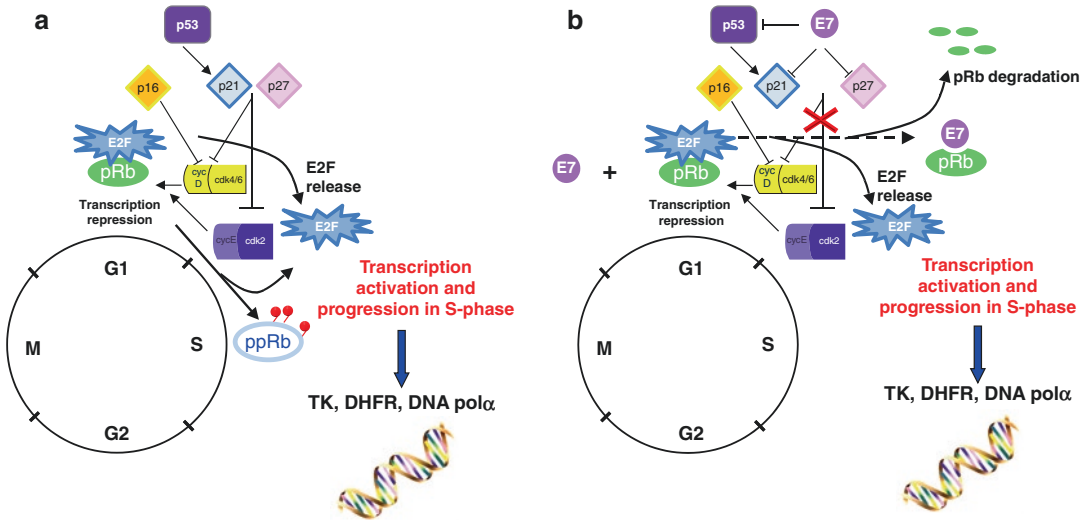 a
p53
p16
p21
p27
E2F
pRb
cyc
D
cdk4/6
E2F
release
Transcription
repression
cycE
cdk2
E2F
G1
M
S
G2
ppRb
Transcription
activation and
progression in S-phase
TK, DHFR, DNA polα
b
p53
E7
p16
p21
p27
pRb degradation
E7
+
E2F
pRb
cyc
D
cdk4/6
E7
pRb
E2F
release
Transcription
repression
cycE
cdk2
E2F
G1
M
S
G2
Transcription
activation and
progression in S-phase
TK, DHFR, DNA polα